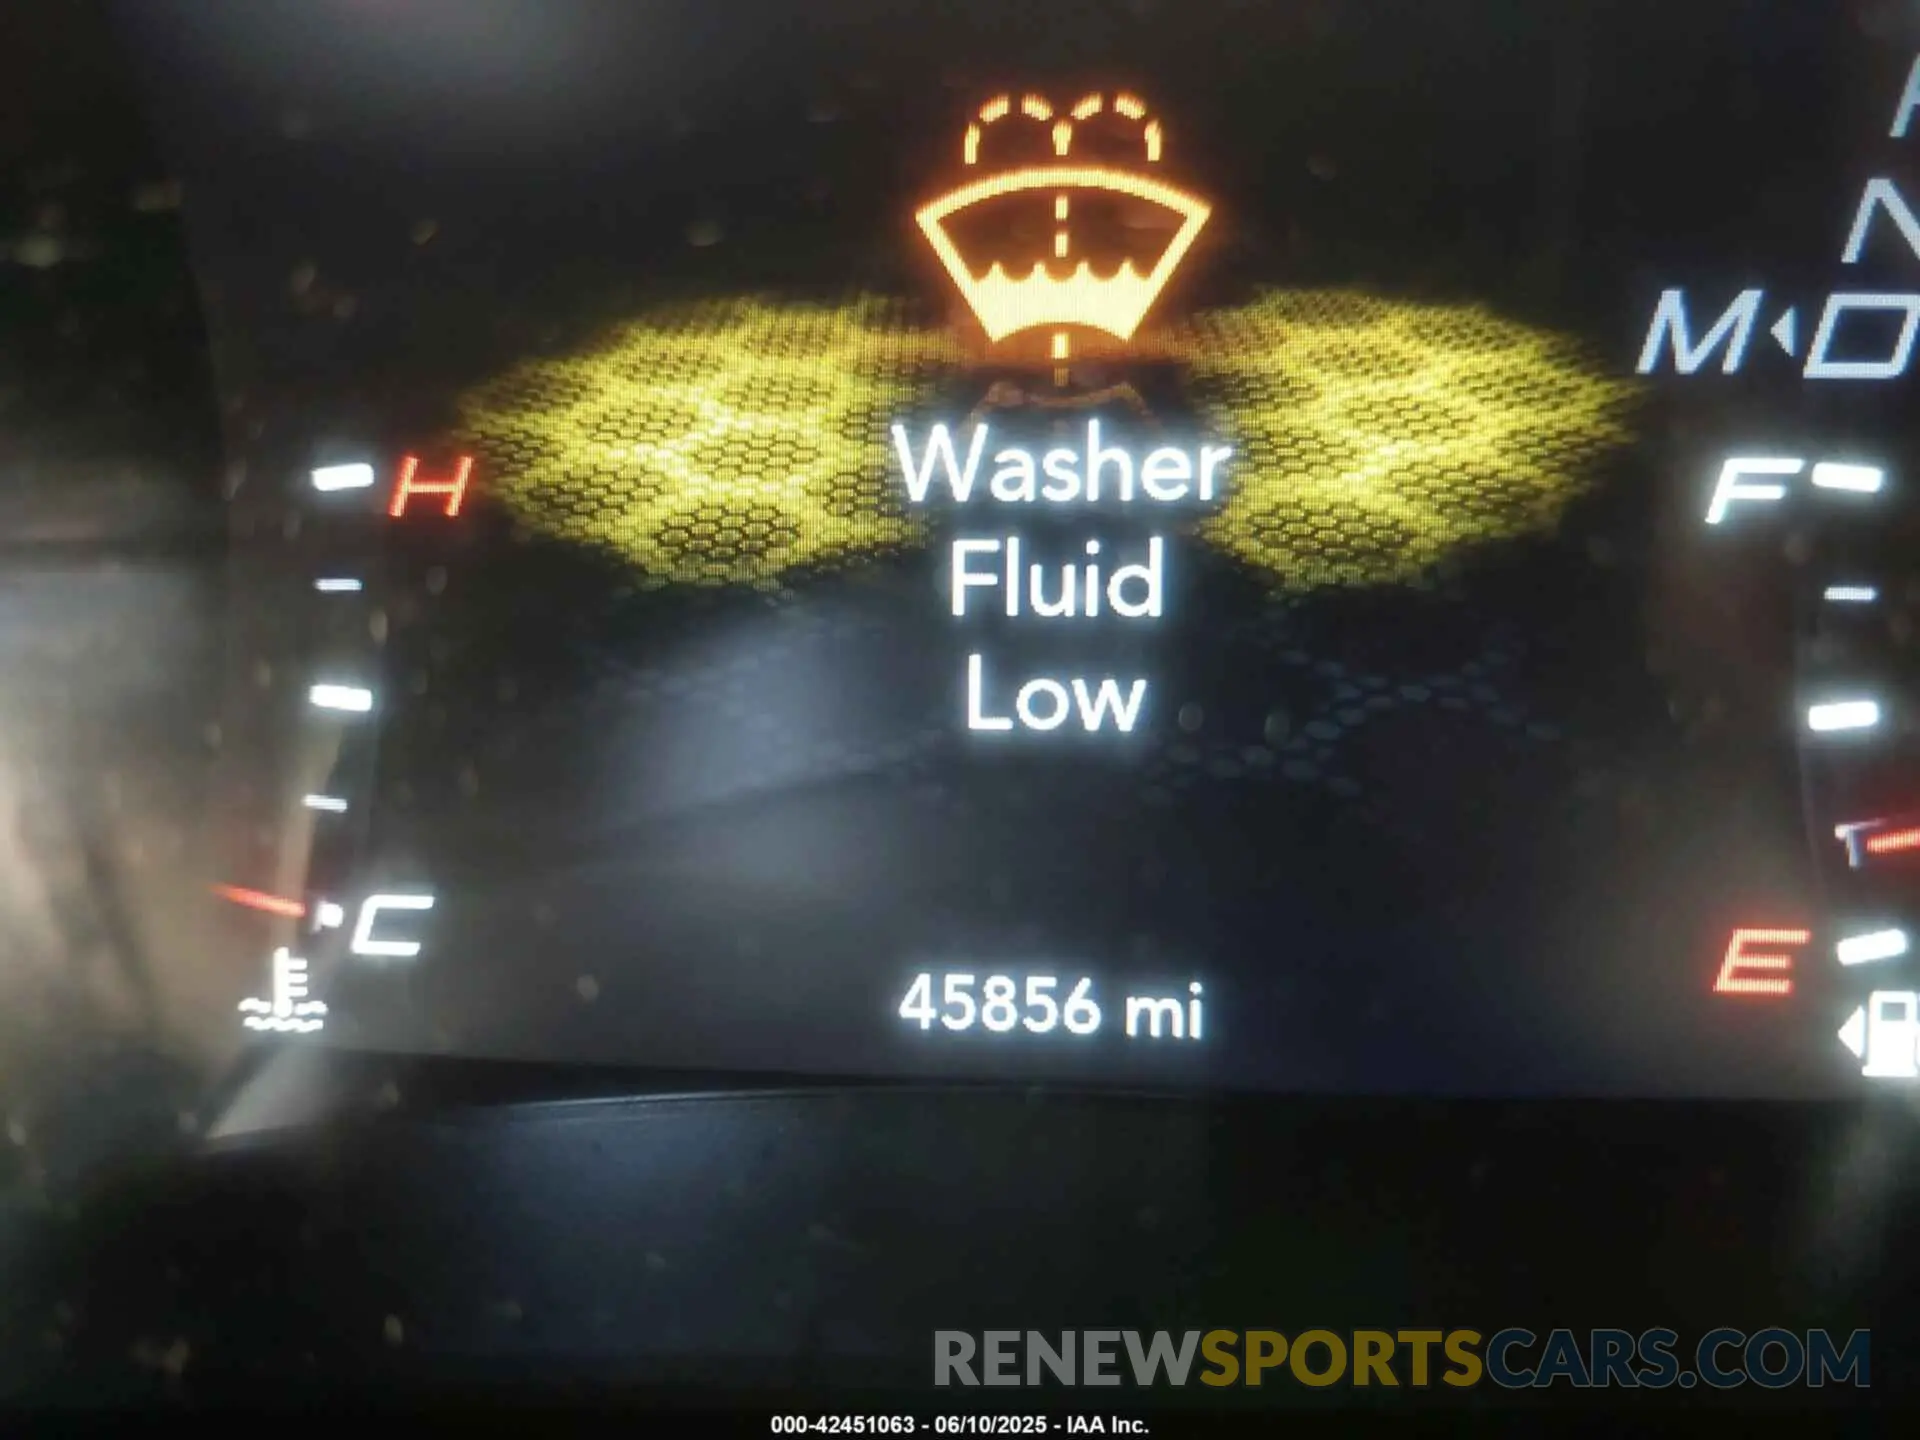 N
M D
H
F
Washer
Fluid
Low
C
E
45856 mi
RENEWSPORTSCARS.COM
000-42451063 - 06/10/2025 - IAA Inc.